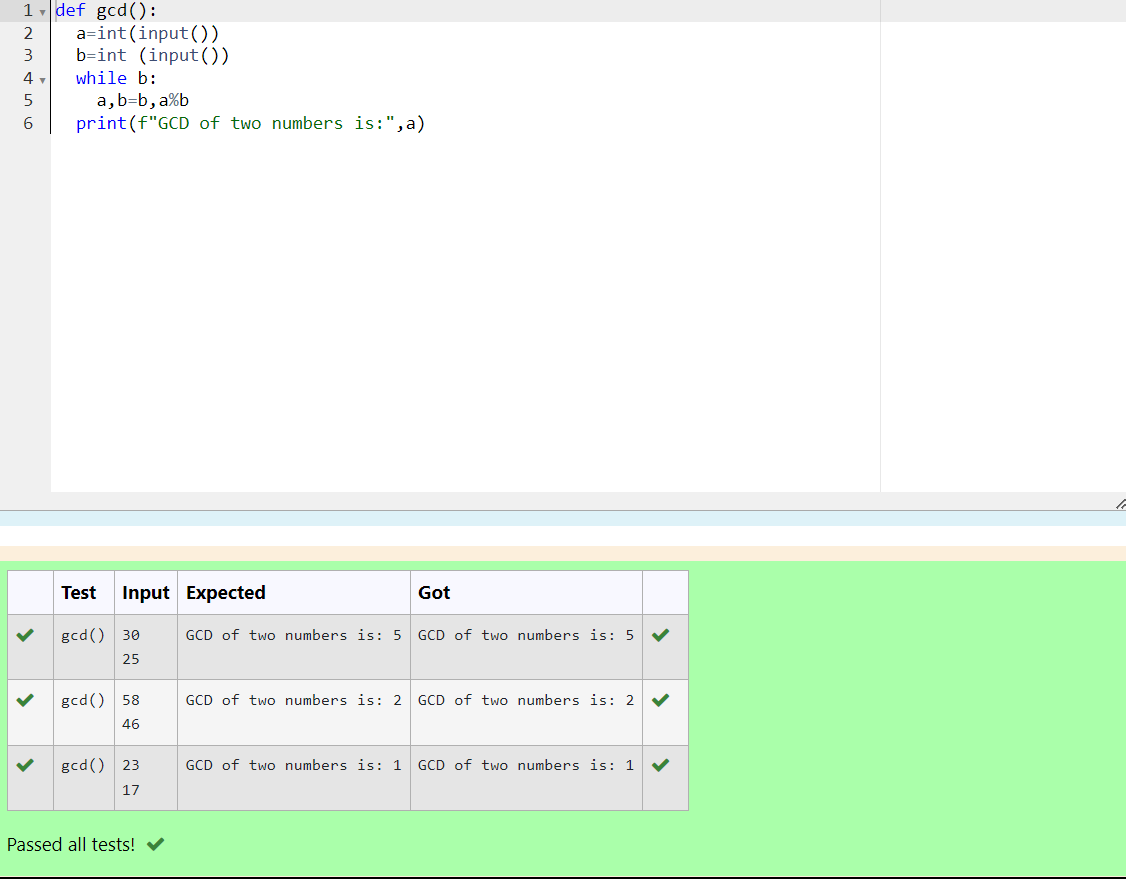 1 def gcd():
2   a=int(input())
3   b=int (input())
4   while b:
5     a,b=b,a%b
6   print(f"GCD of two numbers is:",a)
Test Input Expected Got
gcd() 30 GCD of two numbers is: 5 GCD of two numbers is: 5
25
gcd() 58 GCD of two numbers is: 2 GCD of two numbers is: 2
46
gcd() 23 GCD of two numbers is: 1 GCD of two numbers is: 1
17
Passed all tests!